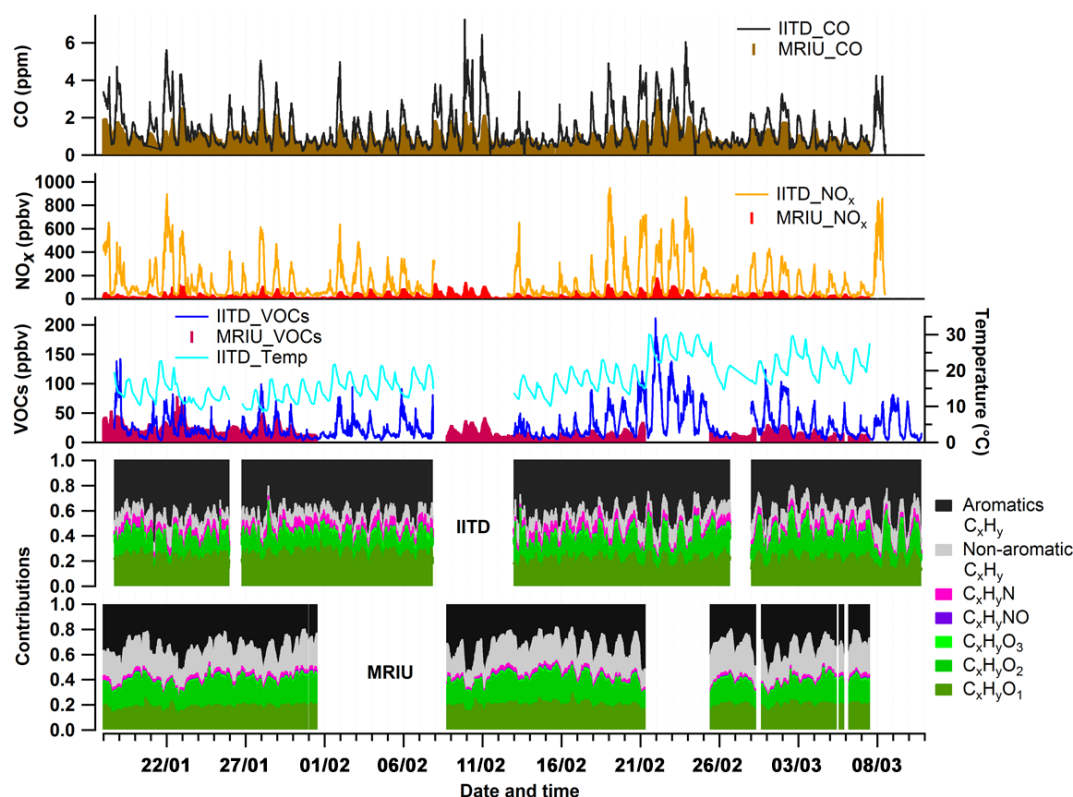 CO (ppm)
6
4
2
0
IITD_CO
MRIU_CO
NOx (ppbv)
1000
800
600
400
200
0
IITD_NOx
MRIU_NOx
VOCs (ppbv)
200
150
100
50
0
IITD_VOCs
MRIU_VOCs
IITD_Temp
30
20
10
0
Temperature (°C)
Contributions
1.0
0.8
0.6
0.4
0.2
0.0
IITD
1.0
0.8
0.6
0.4
0.2
0.0
MRIU
Aromatics
CxHy
Non-aromatic
CxHy
CxHyN
CxHyNO
CxHyO3
CxHyO2
CxHyO1
22/01 27/01 01/02 06/02 11/02 16/02 21/02 26/02 03/03 08/03
Date and time